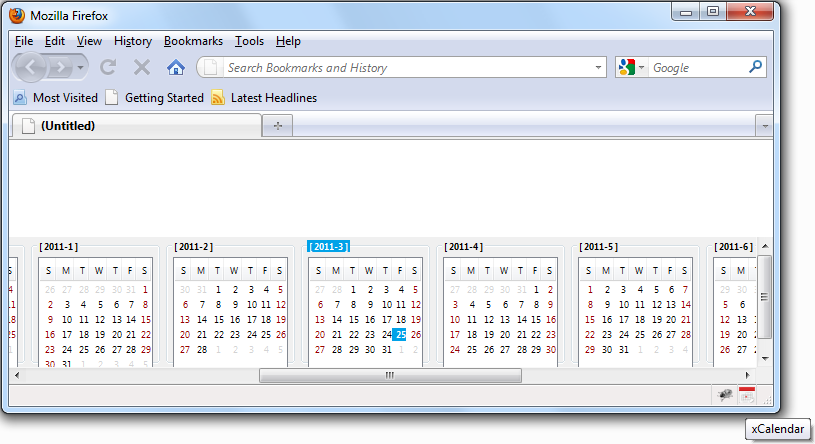 Mozilla Firefox
File Edit View History Bookmarks Tools Help
Search Bookmarks and History Google
Most Visited Getting Started Latest Headlines
(Untitled)
[ 2011-1 ] [ 2011-2 ] [ 2011-3 ] [ 2011-4 ] [ 2011-5 ] [ 2011-6 ]
S S M T W T F S S M T W T F S S M T W T F S S M T W T F S S M T W T F S S M T
4 26 27 28 29 30 31 1 30 31 1 2 3 4 5 27 28 1 2 3 4 5 27 28 29 30 31 1 2 1 2 3 4 5 6 7 29 30 31
8 2 3 4 5 6 7 8 6 7 8 9 10 11 12 6 7 8 9 10 11 12 3 4 5 6 7 8 9 8 9 10 11 12 13 14 5 6
18 9 10 11 12 13 14 15 13 14 15 16 17 18 19 13 14 15 16 17 18 19 10 11 12 13 14 15 16 15 16 17 18 19 20 21 12 13 14
25 16 17 18 19 20 21 22 20 21 22 23 24 25 26 20 21 22 23 24 25 26 17 18 19 20 21 22 23 22 23 24 25 26 27 28 19 20 21
23 24 25 26 27 28 29 27 28 1 2 3 4 5 27 28 29 30 31 1 2 24 25 26 27 28 29 30 29 30 31 1 2 3 4 26 27 28
30 31 1 2 3 4 5
xCalendar